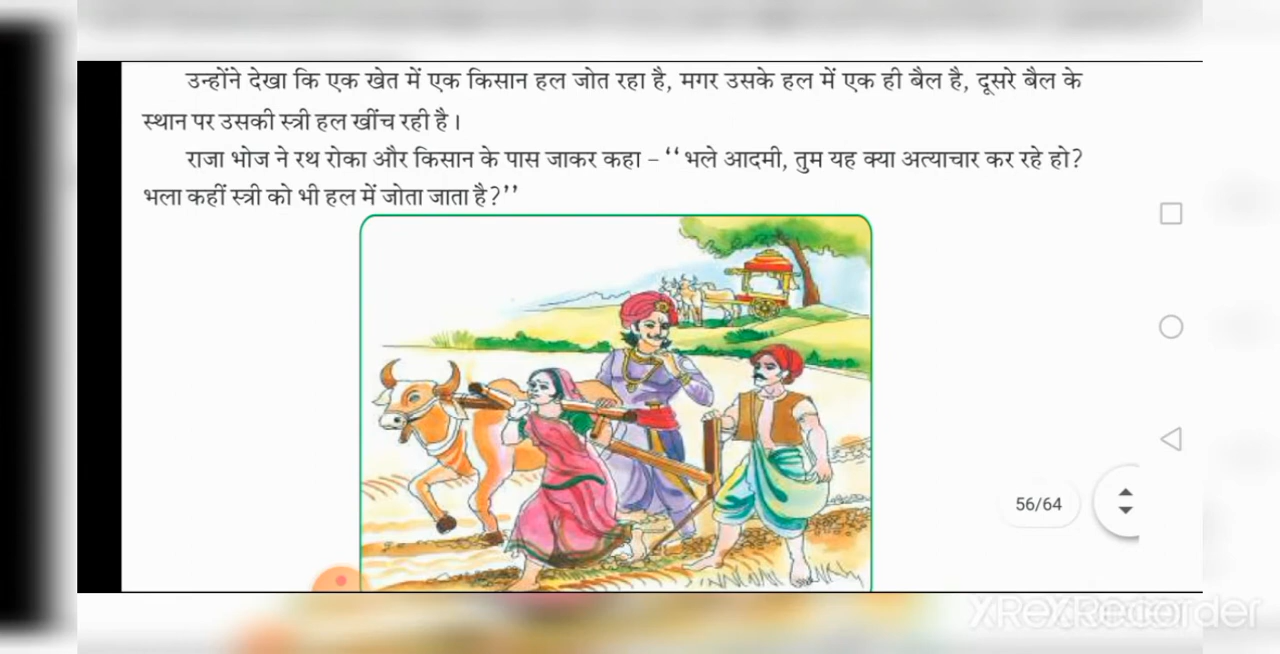 उन्होंने देखा कि एक खेत में एक किसान हल जोत रहा है, मगर उसके हल में एक ही बैल है, दूसरे बैल के
स्थान पर उसकी स्त्री हल खींच रही है।
राजा भोज ने रथ रोका और किसान के पास जाकर कहा – ‘‘ भले आदमी, तुम यह क्या अत्याचार कर रहे हो?
भला कहीं स्त्री को भी हल में जोता जाता है?’’
56/64
XRecorder